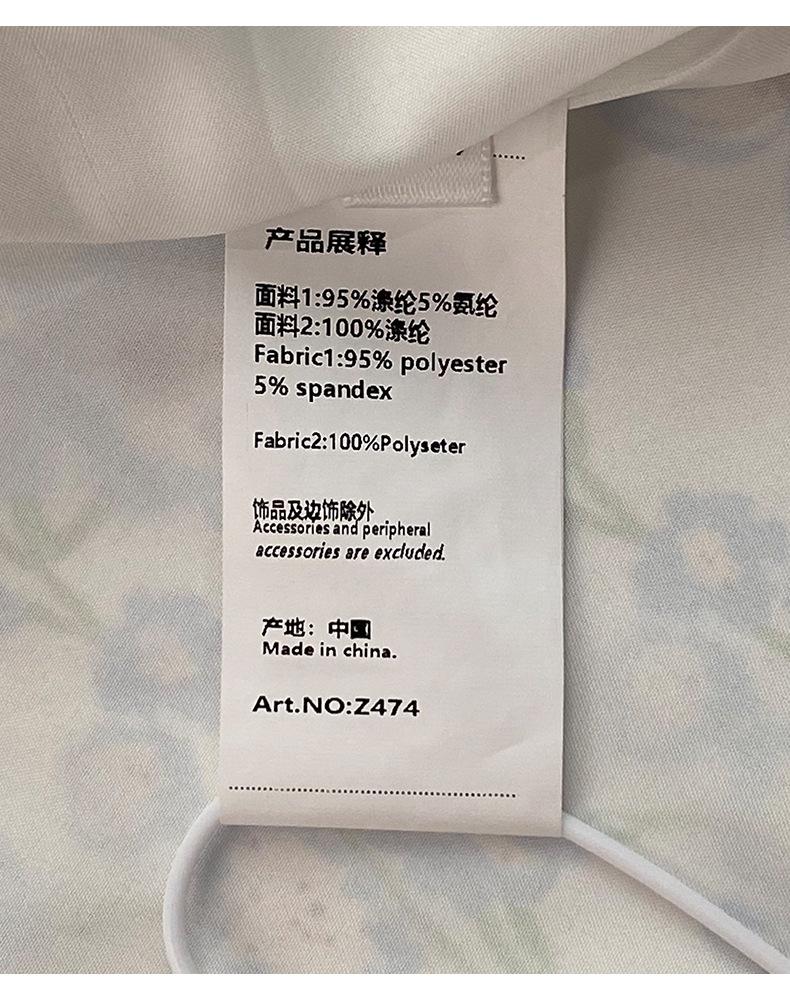 产品展释
面料1:95%涤纶5%氨纶
面料2:100%涤纶
Fabric1:95% polyester
5% spandex
Fabric2:100%Polyseter
饰品及边饰除外
Accessories and peripheral
accessories are excluded.
产地：中国
Made in china.
Art.NO:Z474